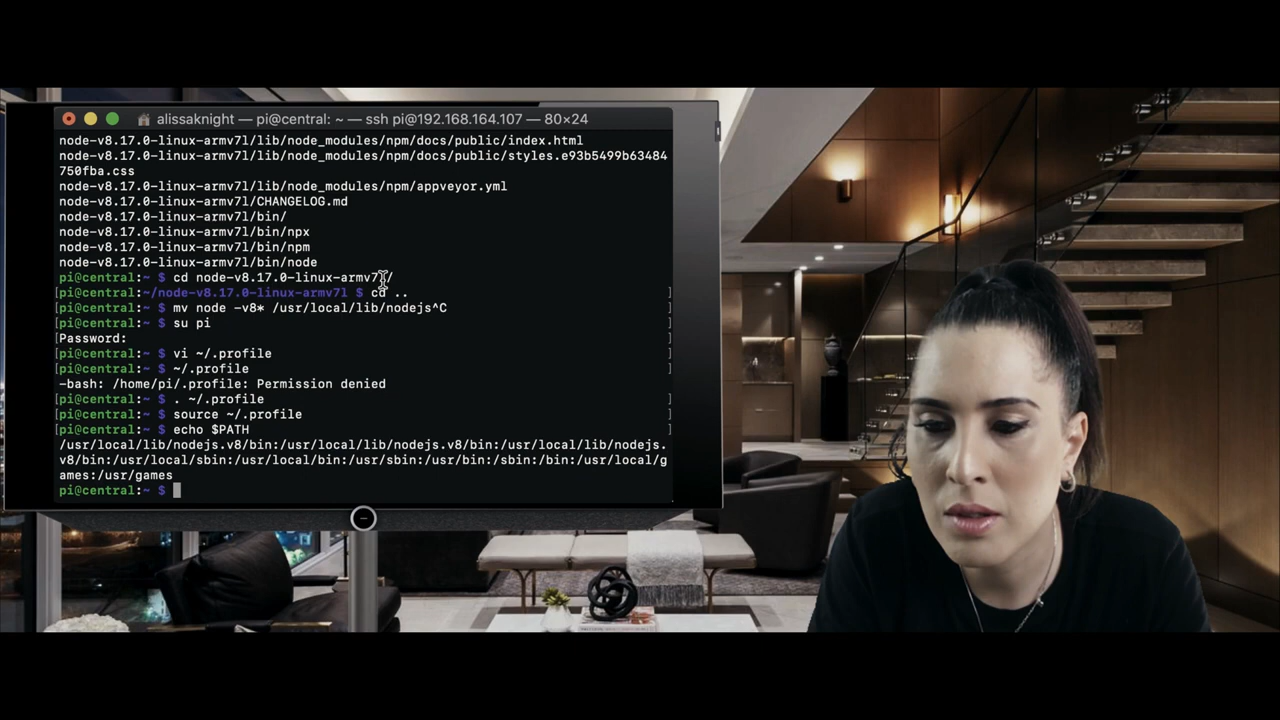 alissaknight — pi@central: ~ — ssh pi@192.168.164.107 — 80×24
node-v8.17.0-linux-armv7l/lib/node_modules/npm/docs/public/index.html
node-v8.17.0-linux-armv7l/lib/node_modules/npm/docs/public/styles.e93b5499b63484
750fba.css
node-v8.17.0-linux-armv7l/lib/node_modules/npm/appveyor.yml
node-v8.17.0-linux-armv7l/CHANGELOG.md
node-v8.17.0-linux-armv7l/bin/
node-v8.17.0-linux-armv7l/bin/npx
node-v8.17.0-linux-armv7l/bin/npm
node-v8.17.0-linux-armv7l/bin/node
pi@central:~ $ cd node-v8.17.0-linux-armv7l/
[pi@central:~/node-v8.17.0-linux-armv7l $ cd .. ]
[pi@central:~ $ mv node -v8* /usr/local/lib/nodejs^C ]
[pi@central:~ $ su pi ]
[Password: ]
[pi@central:~ $ vi ~/.profile ]
[pi@central:~ $ ~/.profile ]
-bash: /home/pi/.profile: Permission denied
[pi@central:~ $ . ~/.profile ]
[pi@central:~ $ source ~/.profile ]
[pi@central:~ $ echo $PATH ]
/usr/local/lib/nodejs.v8/bin:/usr/local/lib/nodejs.v8/bin:/usr/local/lib/nodejs.
v8/bin:/usr/local/sbin:/usr/local/bin:/usr/sbin:/usr/bin:/sbin:/bin:/usr/local/g
ames:/usr/games
pi@central:~ $